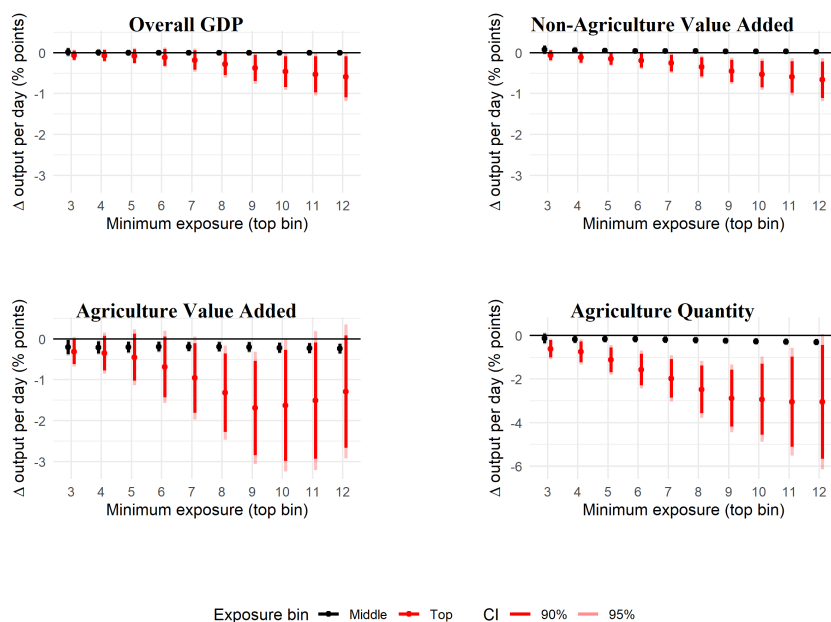 Overall GDP
Δ output per day (% points)
0
-1
-2
-3
3 4 5 6 7 8 9 10 11 12
Minimum exposure (top bin)
Non-Agriculture Value Added
Δ output per day (% points)
0
-1
-2
-3
3 4 5 6 7 8 9 10 11 12
Minimum exposure (top bin)
Agriculture Value Added
Δ output per day (% points)
0
-1
-2
-3
3 4 5 6 7 8 9 10 11 12
Minimum exposure (top bin)
Agriculture Quantity
Δ output per day (% points)
0
-2
-4
-6
3 4 5 6 7 8 9 10 11 12
Minimum exposure (top bin)
Exposure bin Middle Top CI 90% 95%